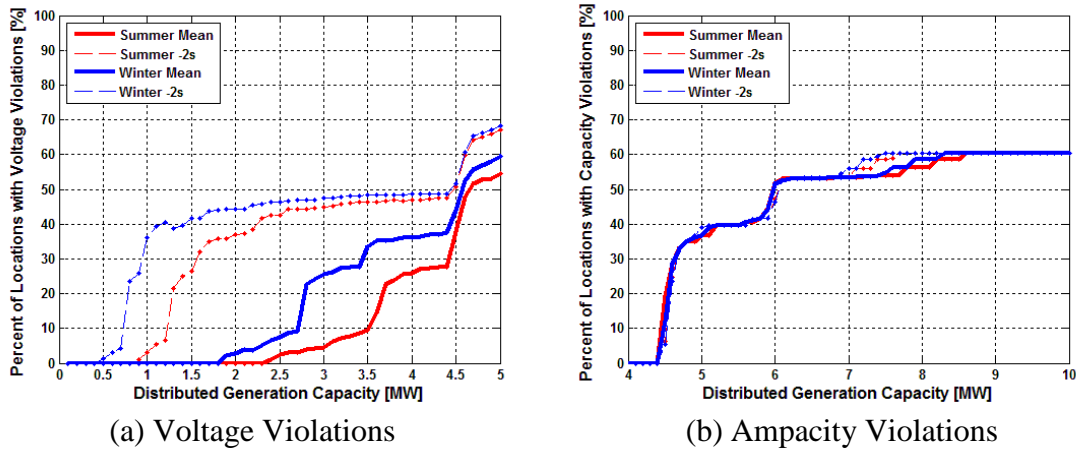 Percent of Locations with Voltage Violations [%]
100
90
80
70
60
50
40
30
20
10
0
Summer Mean
Summer -2s
Winter Mean
Winter -2s
0 0.5 1 1.5 2 2.5 3 3.5 4 4.5 5
Distributed Generation Capacity [MW]
(a) Voltage Violations
Percent of Locations with Capacity Violations [%]
100
90
80
70
60
50
40
30
20
10
0
Summer Mean
Summer -2s
Winter Mean
Winter -2s
4 5 6 7 8 9 10
Distributed Generation Capacity [MW]
(b) Ampacity Violations